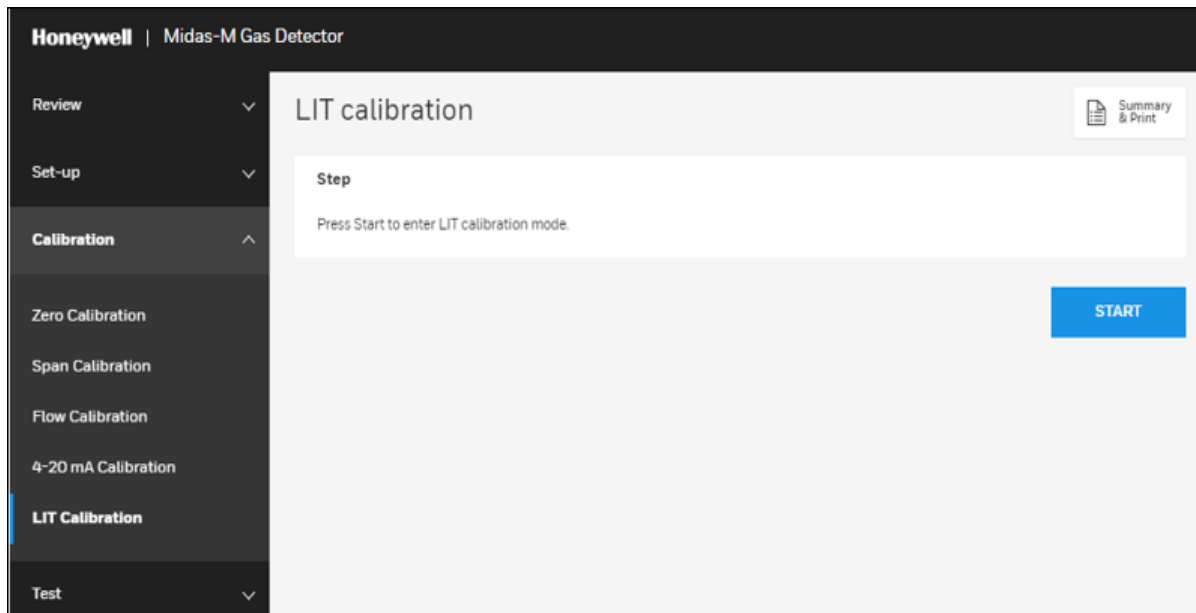 Honeywell | Midas-M Gas Detector
Review
Set-up
Calibration
Zero Calibration
Span Calibration
Flow Calibration
4-20 mA Calibration
LIT Calibration
Test
LIT calibration
Summary
& Print
Step
Press Start to enter LIT calibration mode.
START